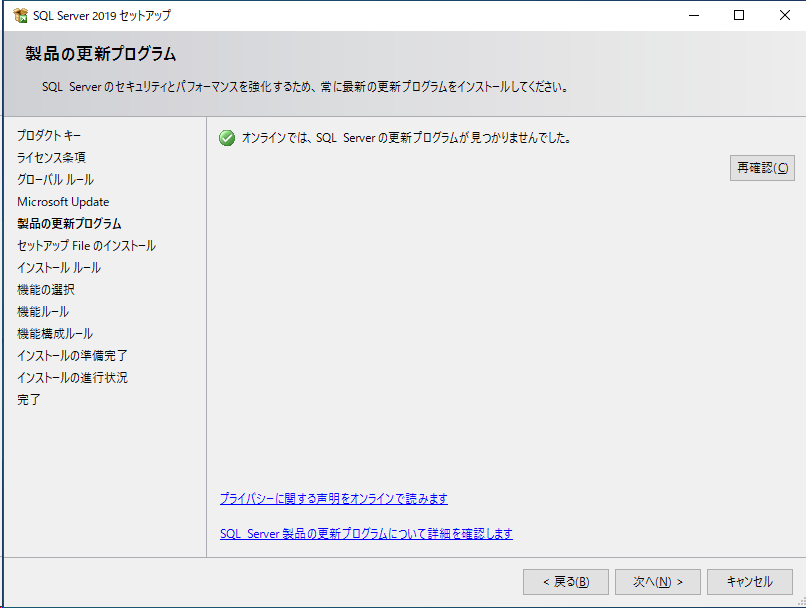 SQL Server 2019 セットアップ
製品の更新プログラム
SQL Server のセキュリティとパフォーマンスを強化するため、常に最新の更新プログラムをインストールしてください。
プロダクト キー
ライセンス条項
グローバル ルール
Microsoft Update
製品の更新プログラム
セットアップ File のインストール
インストール ルール
機能の選択
機能ルール
機能構成ルール
インストールの準備完了
インストールの進行状況
完了
オンラインでは、SQL Server の更新プログラムが見つかりませんでした。
再確認(C)
プライバシーに関する声明をオンラインで読みます
SQL Server 製品の更新プログラムについて詳細を確認します
< 戻る(B)
次へ(N) >
キャンセル